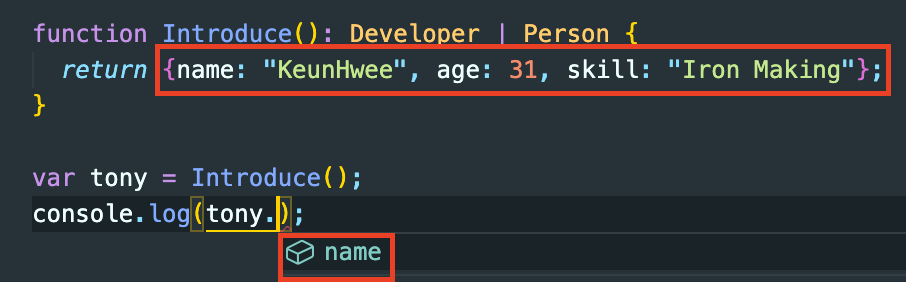 function Introduce(): Developer | Person {
  return {name: "KeunHwee", age: 31, skill: "Iron Making"};
}
var tony = Introduce();
console.log(tony.);
name